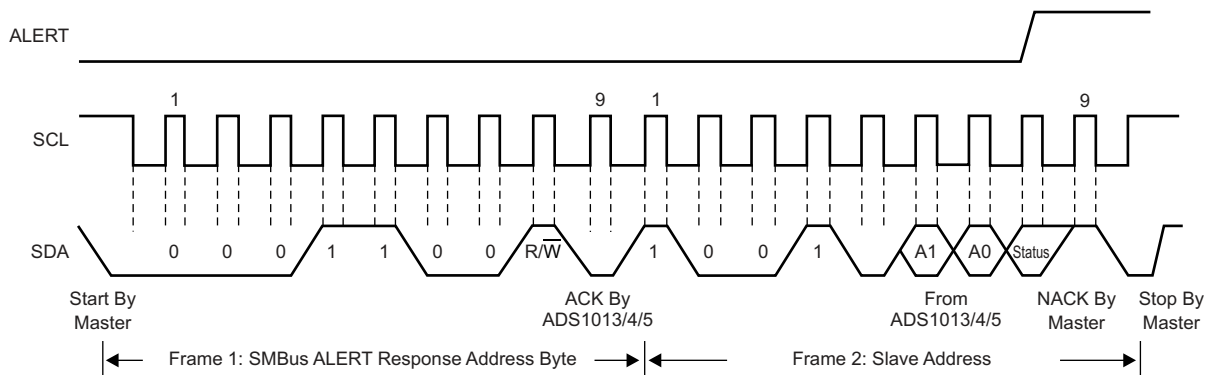 ALERT
1 9 1 9
SCL
SDA
0 0 0 1 1 0 0 R/W̅ 1 0 0 1 A1 A0 Status
Start By
Master
ACK By
ADS1013/4/5
From
ADS1013/4/5
NACK By
Master
Stop By
Master
Frame 1: SMBus ALERT Response Address Byte
Frame 2: Slave Address